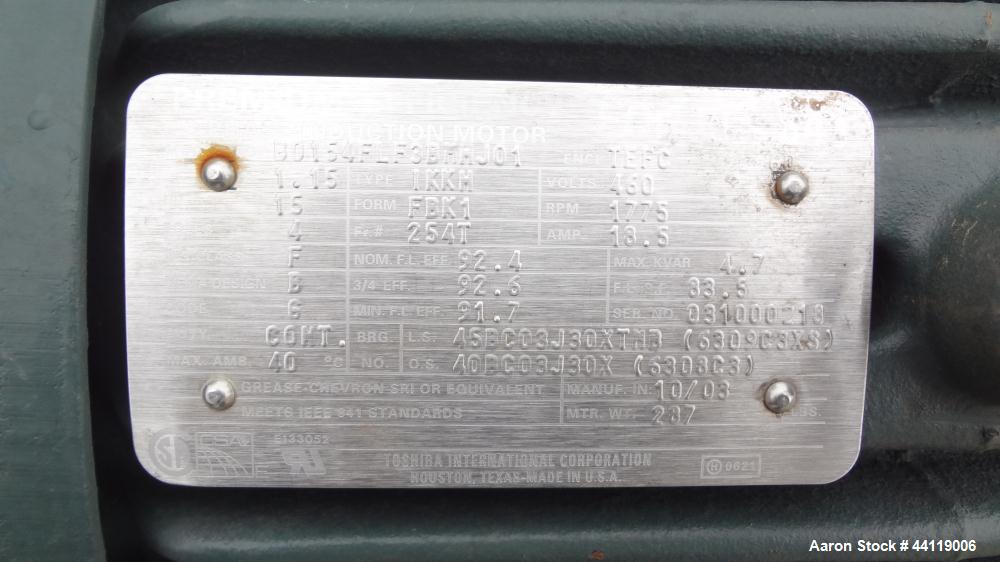 INDUCTION MOTOR
B0154FLF3BMHJ01 ENCL TEFC
1.15 TYPE IKKM VOLTS 460
15 FORM FBK1 RPM 1775
4 Fr.# 254T AMP. 18.5
F NOM. F.L. EFF. 92.4 MAX. KVAR 4.7
DESIGN B 3/4 EFF. 92.6 83.5
G MIN. F.L. EFF. 91.7 SER. NO. 031000218
CONT. BRG. L.S. 45BC03J30XTMB
MAX. AMB. 40 °C NO. O.S. 40BC03J30X (6308C3)
GREASE-CHEVRON SRI OR EQUIVALENT MANUF. IN 10/03
MEETS IEEE 841 STANDARDS MTR. WT. 287 LBS.
CSA E133052
TOSHIBA INTERNATIONAL CORPORATION
HOUSTON, TEXAS-MADE IN U.S.A.
H 0621
Aaron Stock # 44119006